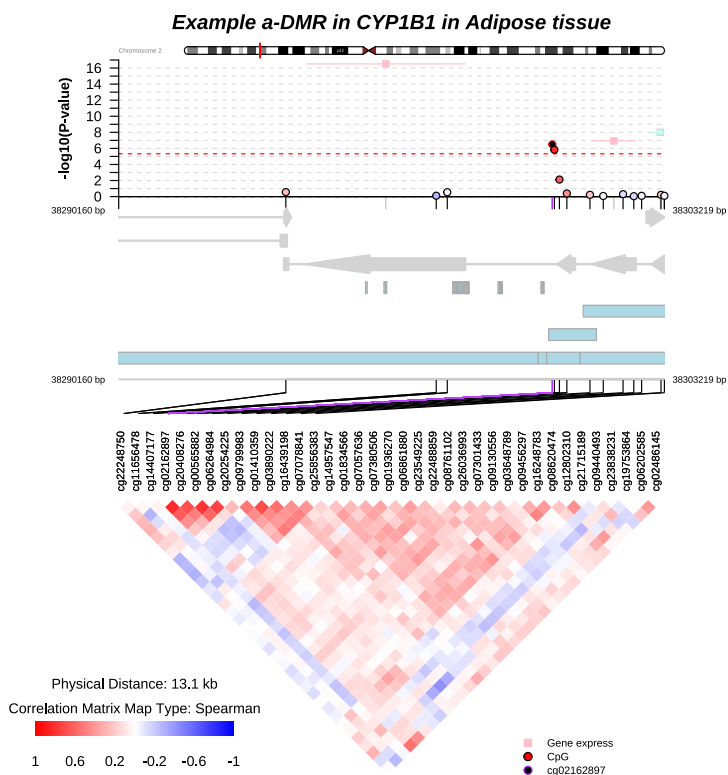 Example a-DMR in CYP1B1 in Adipose tissue
Chromosome 2
p12
-log10(P-value)
16
14
12
10
8
6
4
2
0
38290160 bp
38303219 bp
38290160 bp
38303219 bp
cg22248750
cg11656478
cg14407177
cg02162897
cg20408276
cg00565882
cg06264984
cg20254225
cg09799983
cg01410359
cg03890222
cg16439198
cg07078841
cg25856383
cg14957547
cg01834566
cg07057636
cg07380506
cg01936270
cg06861880
cg23549225
cg22488859
cg08761102
cg26036993
cg07301433
cg09130556
cg03648789
cg09456297
cg16248783
cg08620474
cg12802310
cg21715189
cg09440493
cg23838231
cg19753864
cg06202585
cg02486145
Physical Distance: 13.1 kb
Correlation Matrix Map Type: Spearman
1 0.6 0.2 -0.2 -0.6 -1
Gene express
CpG
cg02162897